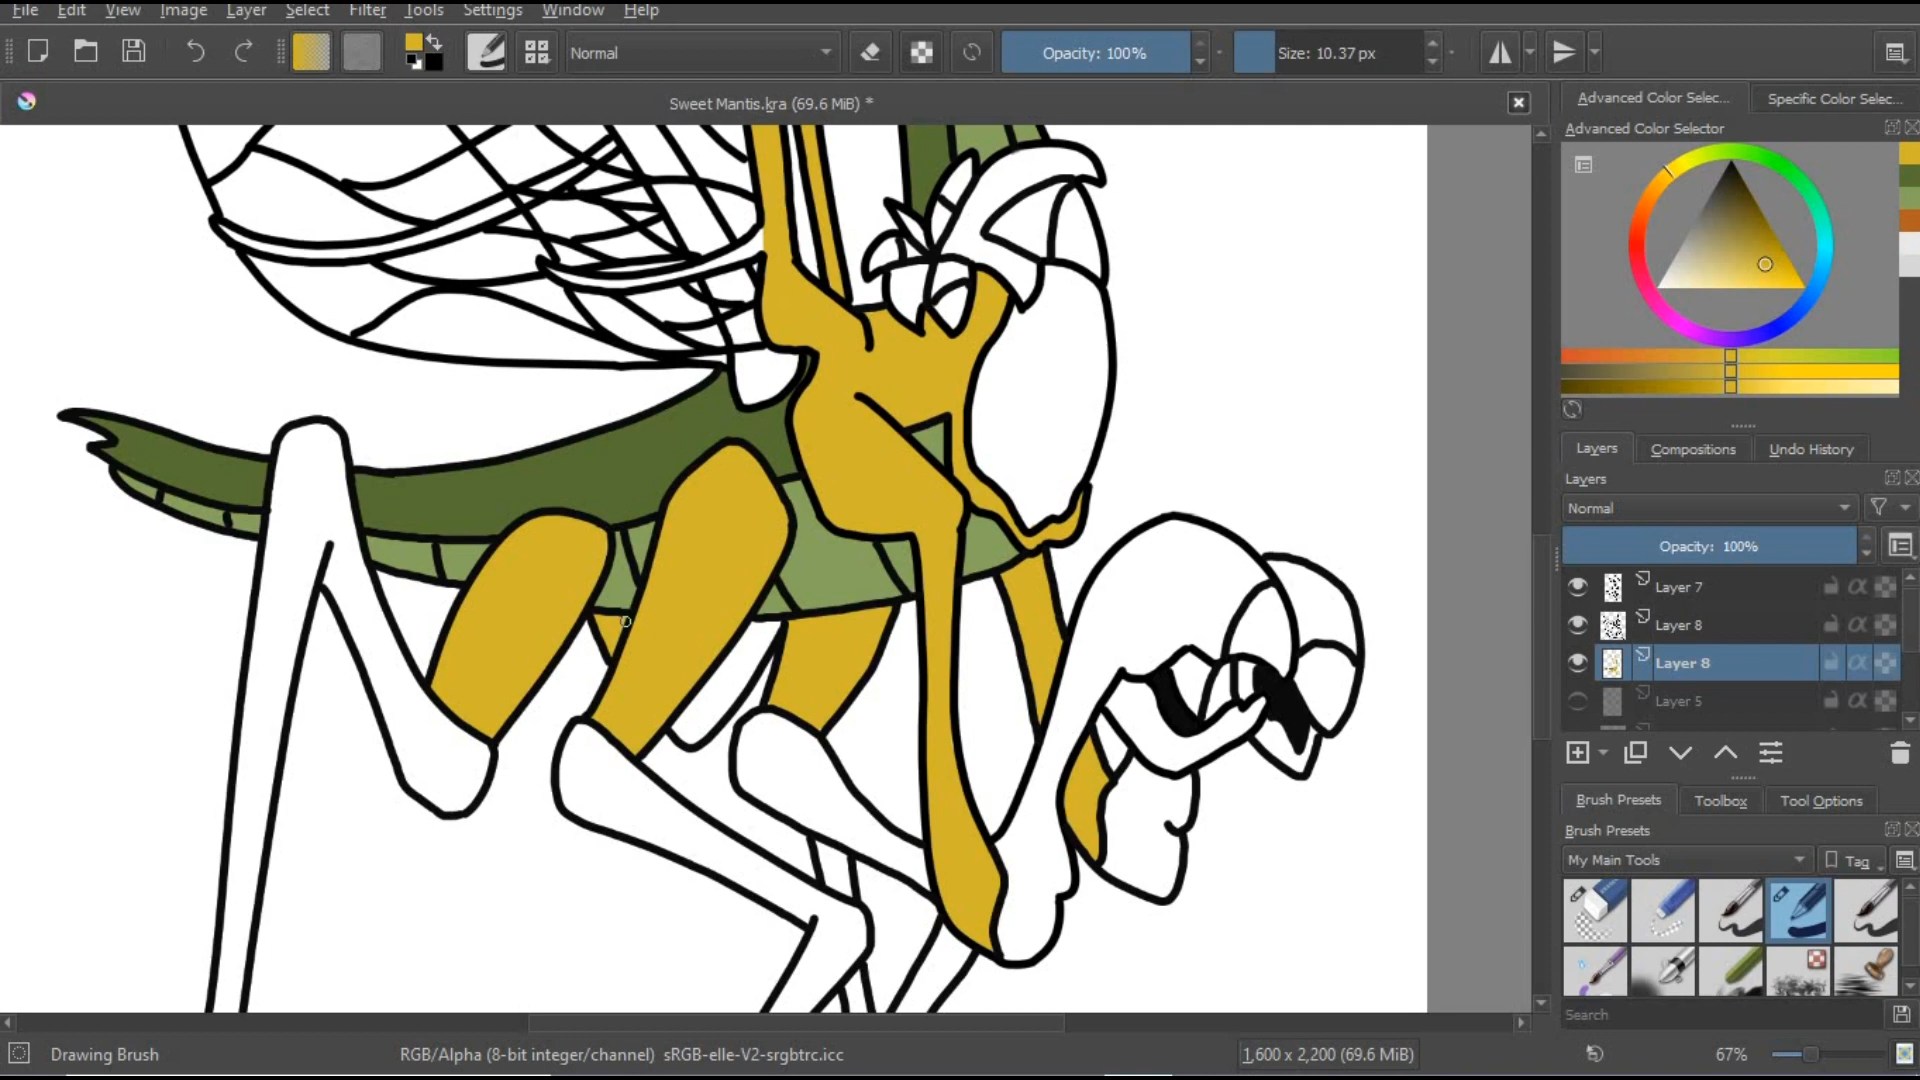 File Edit View Image Layer Select Filter Tools Settings Window Help
Normal
Opacity: 100%
Size: 10.37 px
Sweet Mantis.kra (69.6 MiB) *
Advanced Color Selec...
Specific Color Selec...
Advanced Color Selector
Layers
Compositions
Undo History
Layers
Normal
Opacity: 100%
Layer 7
Layer 8
Layer 8
Layer 5
Brush Presets
Toolbox
Tool Options
Brush Presets
My Main Tools
Tag
Search
Drawing Brush
RGB/Alpha (8-bit integer/channel) sRGB-elle-V2-srgbtrc.icc
1,600 x 2,200 (69.6 MiB)
67%